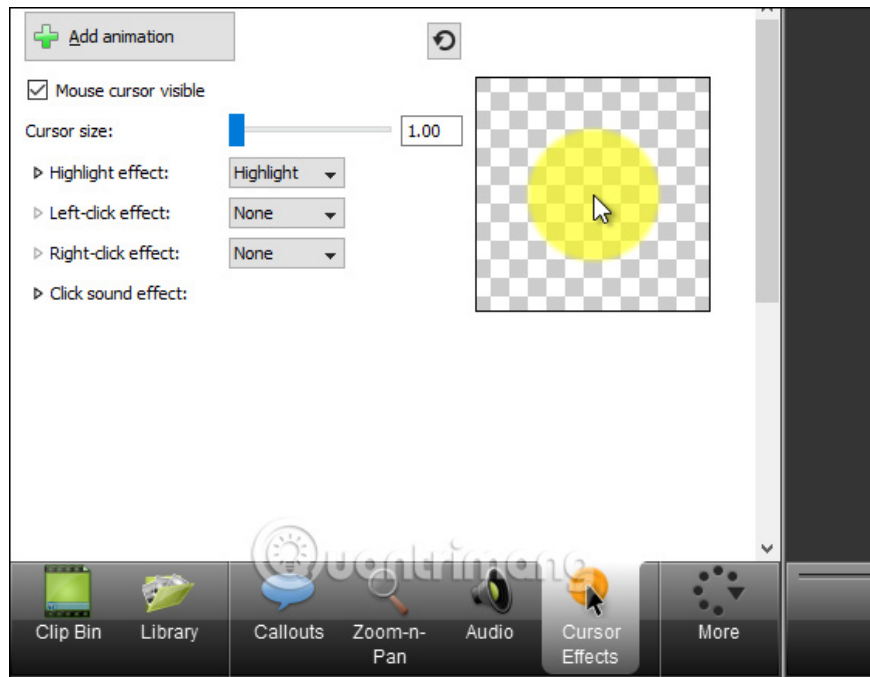 Add animation
Mouse cursor visible
Cursor size:
1.00
Highlight effect:
Highlight
Left-click effect:
None
Right-click effect:
None
Click sound effect:
Quantrimang
Clip Bin
Library
Callouts
Zoom-n-
Pan
Audio
Cursor
Effects
More